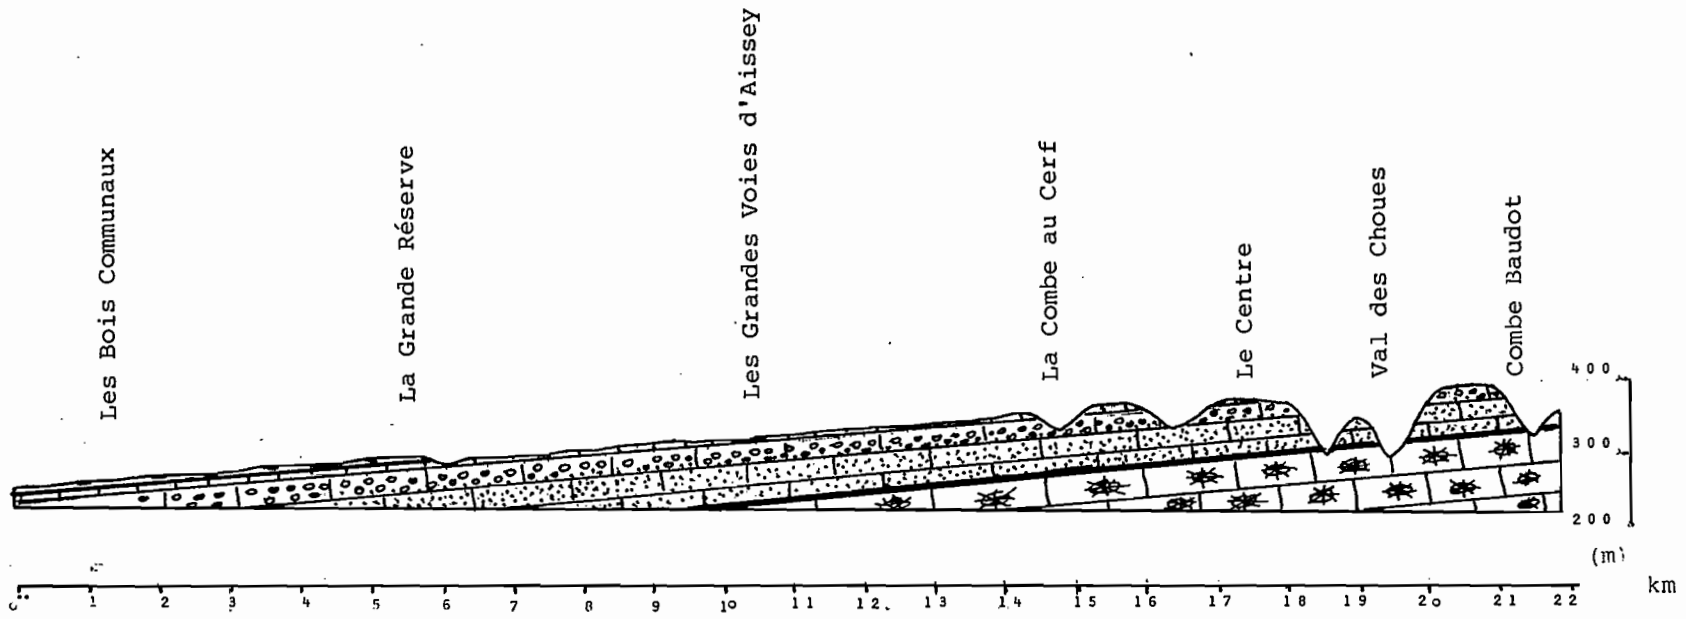 Les Bois Communaux
La Grande Réserve
Les Grandes Voies d'Aissey
La Combe au Cerf
Le Centre
Val des Choues
Combe Baudot
400
300
200
(m)
km
0 1 2 3 4 5 6 7 8 9 10 11 12 13 14 15 16 17 18 19 20 21 22